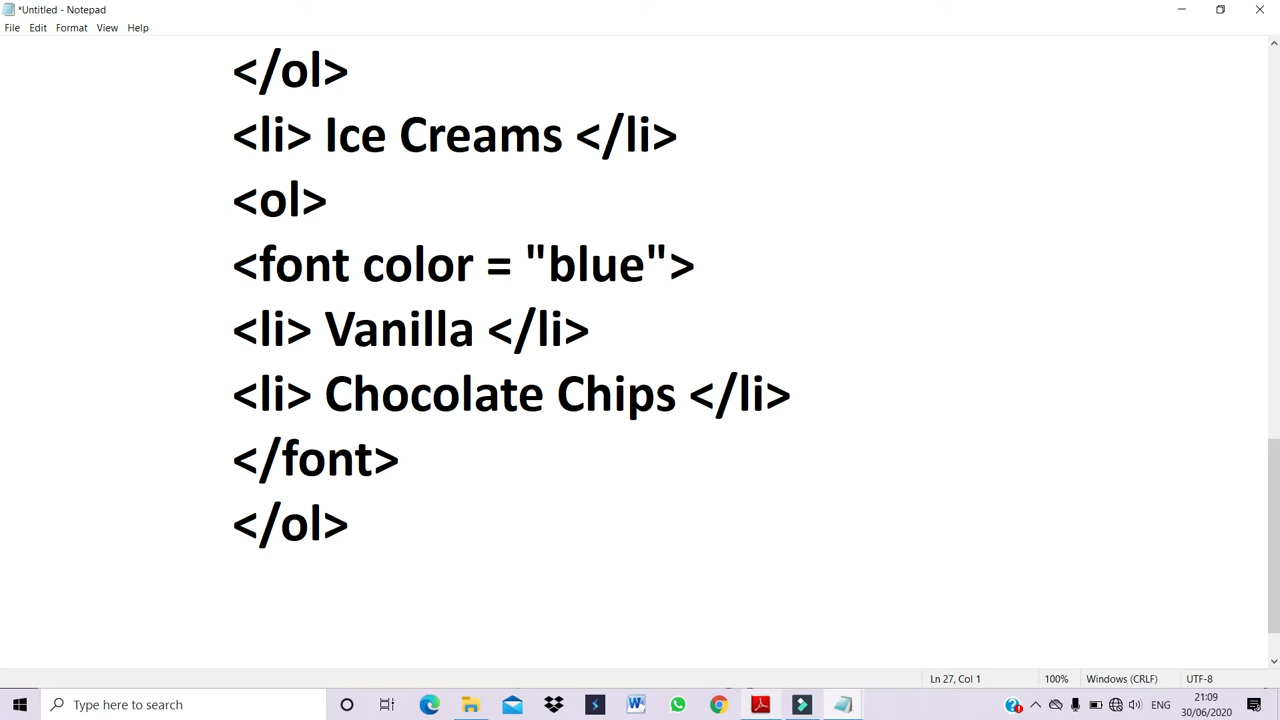 *Untitled - Notepad
File Edit Format View Help
</ol>
<li> Ice Creams </li>
<ol>
<font color = "blue">
<li> Vanilla </li>
<li> Chocolate Chips </li>
</font>
</ol>
Ln 27, Col 1 100% Windows (CRLF) UTF-8
Type here to search
ENG
11:09
30/06/2020